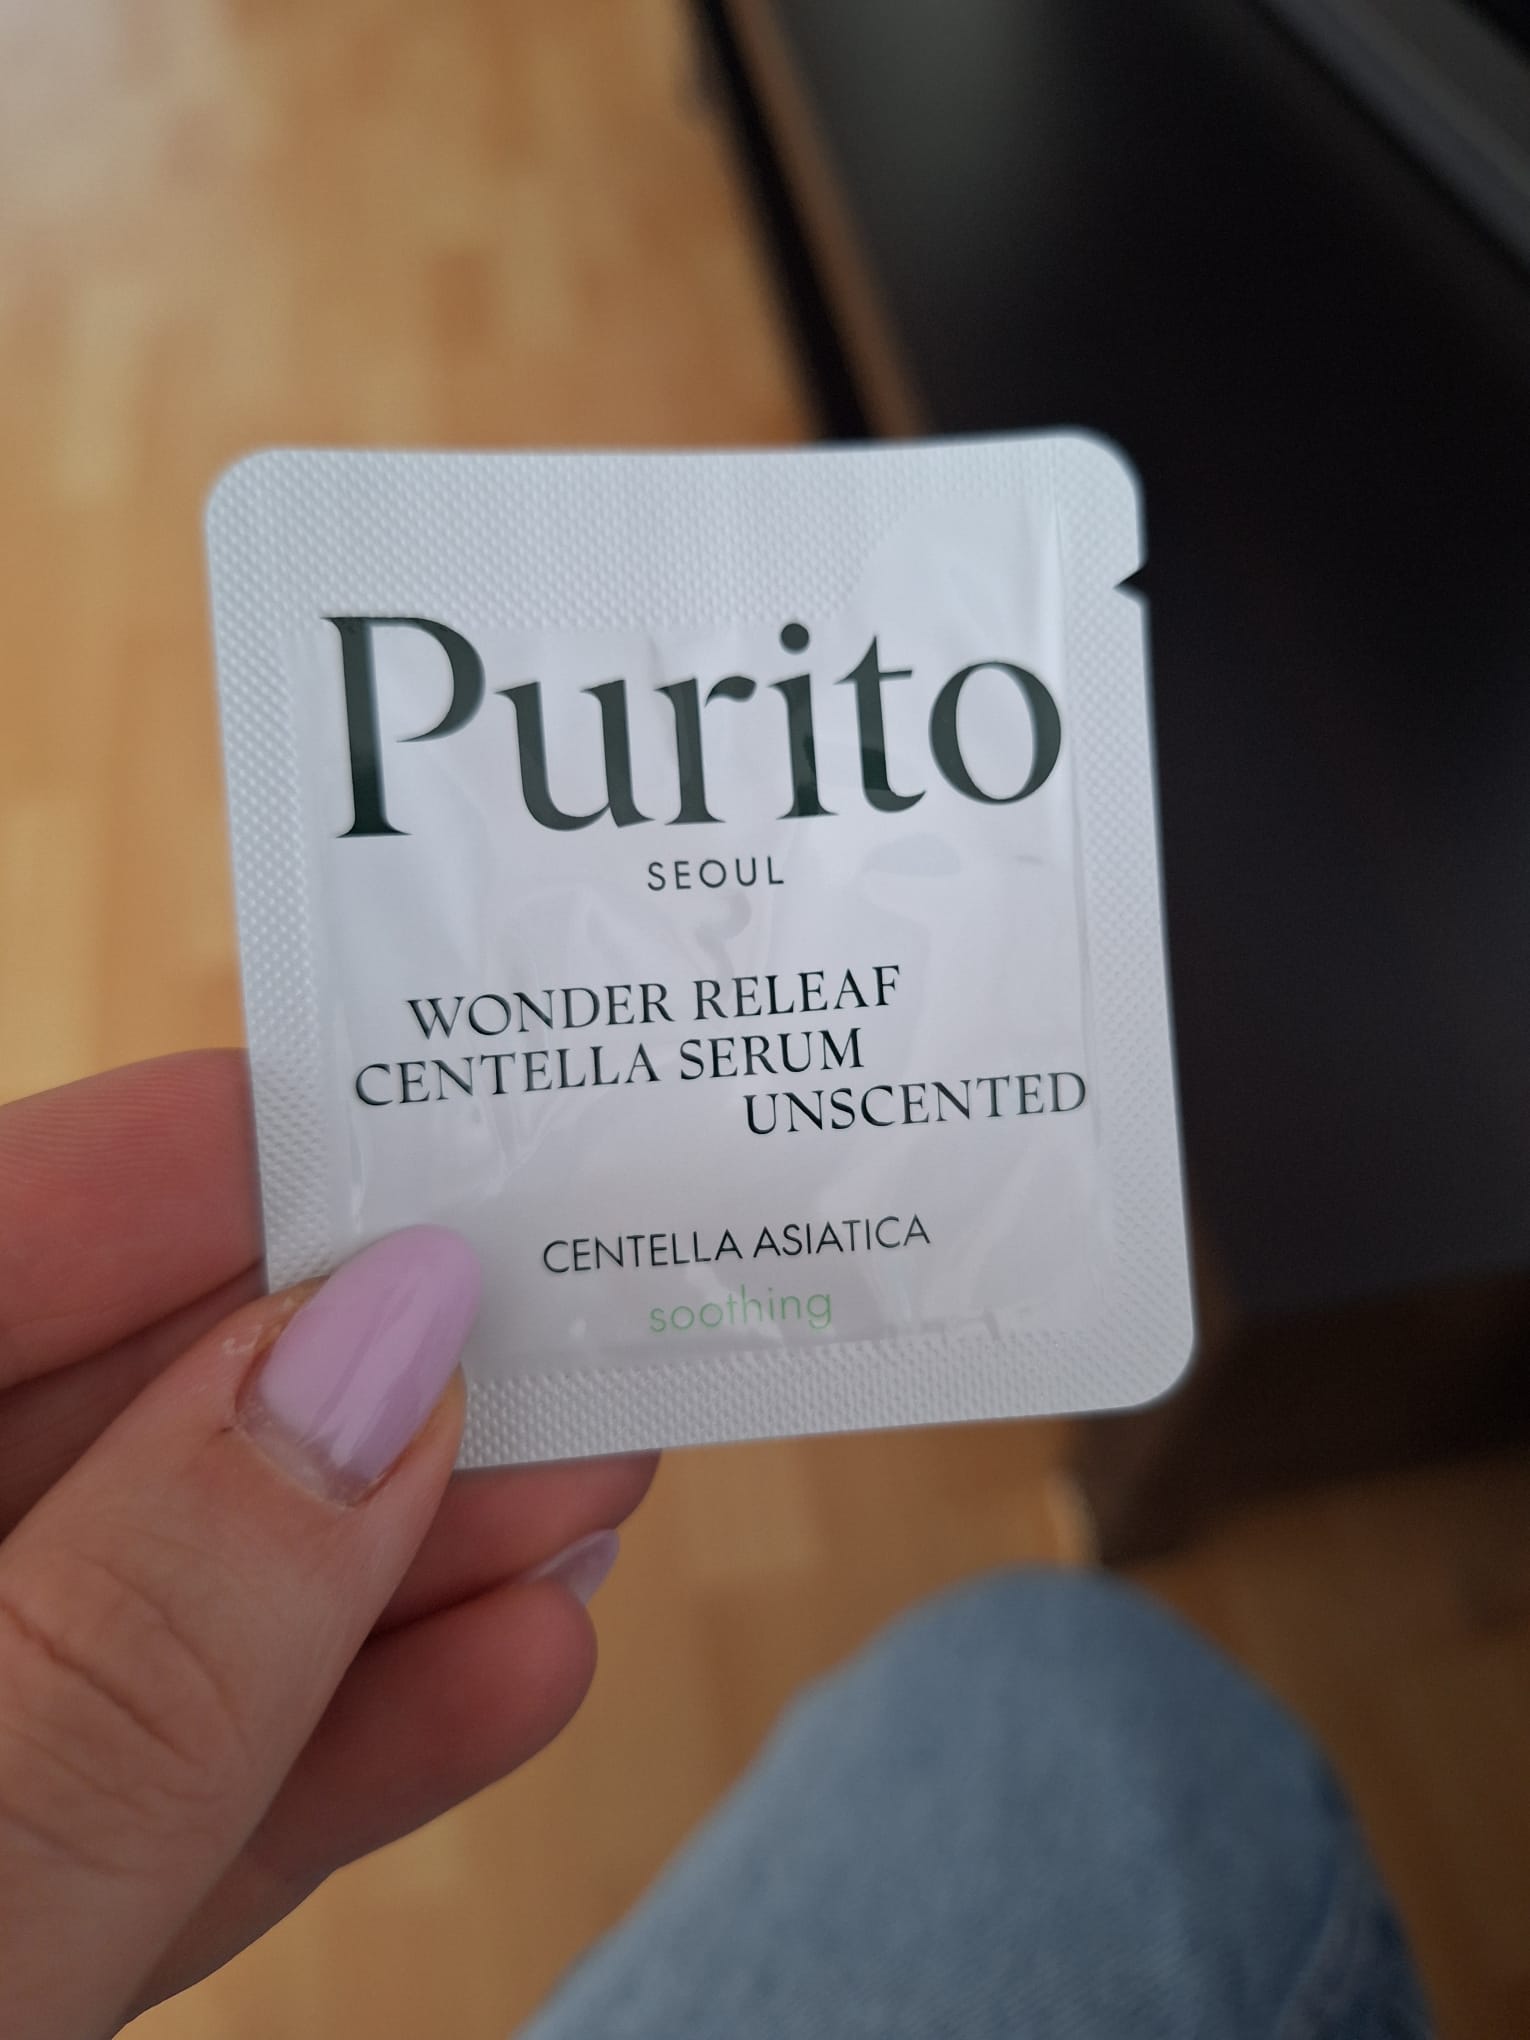 Purito
SEOUL
WONDER RELEAF
CENTELLA SERUM
UNSCENTED
CENTELLA ASIATICA
soothing